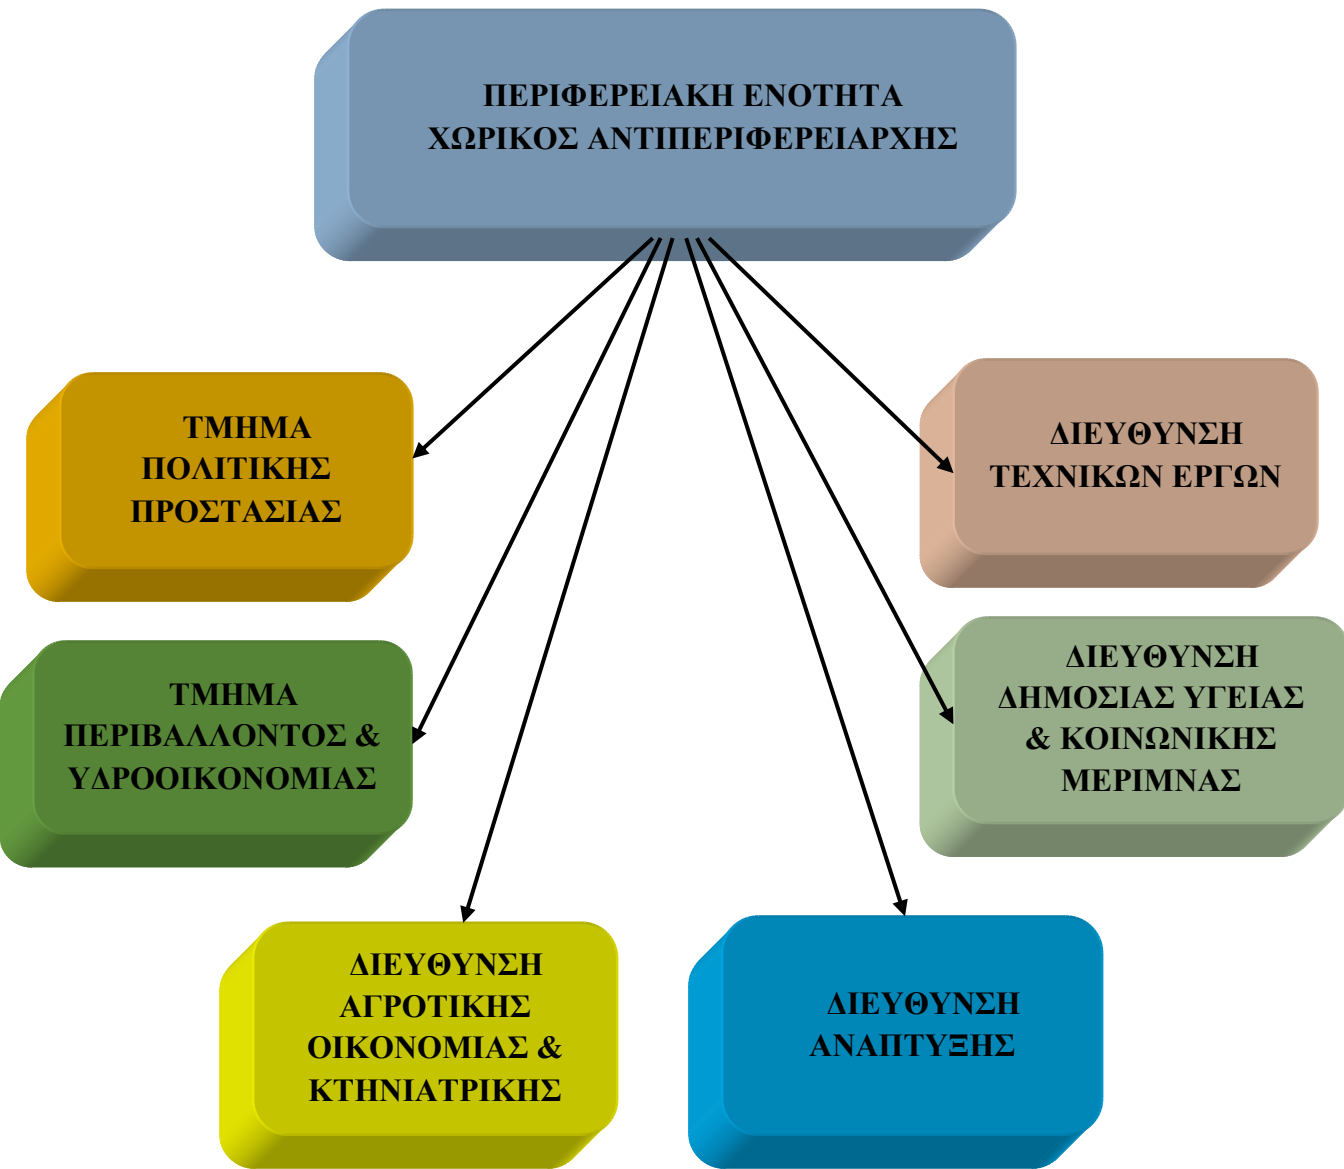 ΠΕΡΙΦΕΡΕΙΑΚΗ ΕΝΟΤΗΤΑ
ΧΩΡΙΚΟΣ ΑΝΤΙΠΕΡΙΦΕΡΕΙΑΡΧΗΣ
ΤΜΗΜΑ
ΠΟΛΙΤΙΚΗΣ
ΠΡΟΣΤΑΣΙΑΣ
ΔΙΕΥΘΥΝΣΗ
ΤΕΧΝΙΚΩΝ ΕΡΓΩΝ
ΤΜΗΜΑ
ΠΕΡΙΒΑΛΛΟΝΤΟΣ &
ΥΔΡΟΟΙΚΟΝΟΜΙΑΣ
ΔΙΕΥΘΥΝΣΗ
ΔΗΜΟΣΙΑΣ ΥΓΕΙΑΣ
& ΚΟΙΝΩΝΙΚΗΣ
ΜΕΡΙΜΝΑΣ
ΔΙΕΥΘΥΝΣΗ
ΑΓΡΟΤΙΚΗΣ
ΟΙΚΟΝΟΜΙΑΣ &
ΚΤΗΝΙΑΤΡΙΚΗΣ
ΔΙΕΥΘΥΝΣΗ
ΑΝΑΠΤΥΞΗΣ